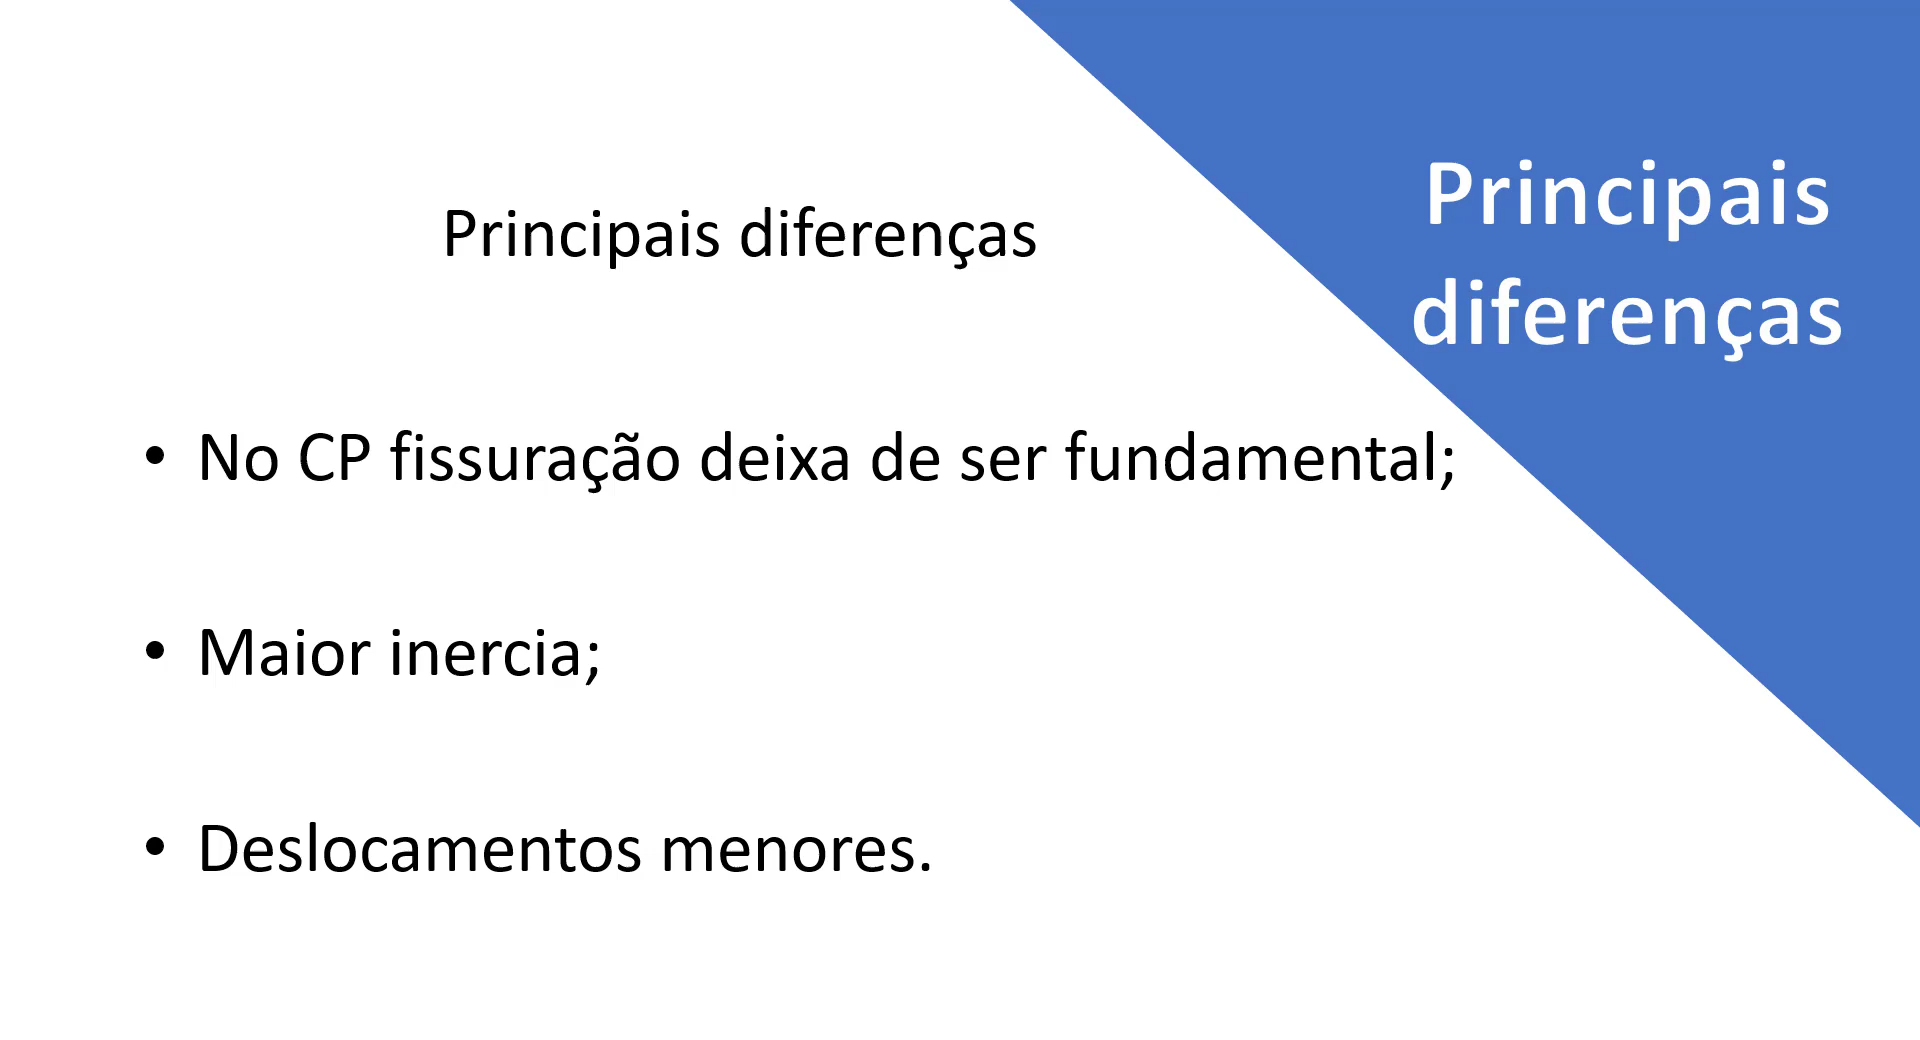 Principais
diferenças
Principais diferenças
• No CP fissuração deixa de ser fundamental;
• Maior inercia;
• Deslocamentos menores.